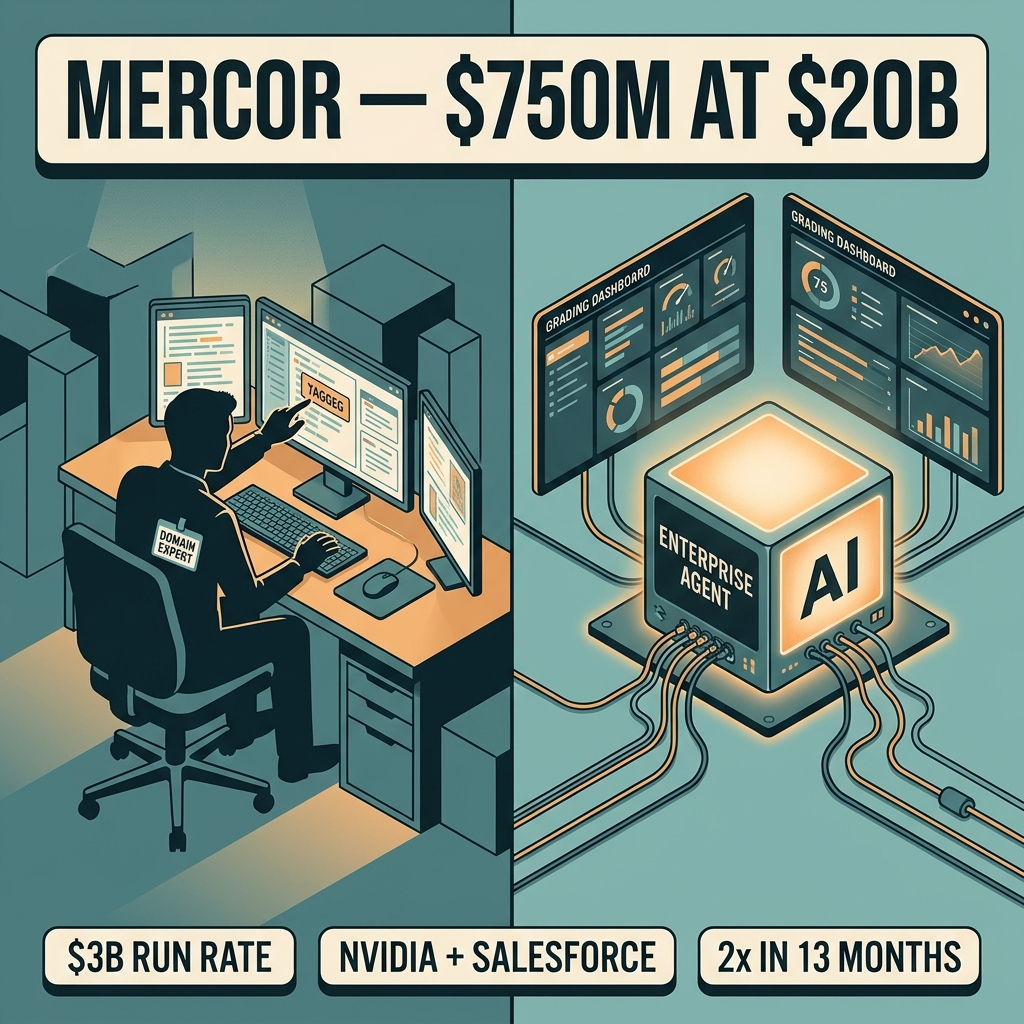 MERCOR — $750M AT $20B
YAGGEG
DOMAIN
EXPERT
GRADING DASHBOARD
GRADING DASHBOARD
75
ENTERPRISE
AGENT
AI
$3B RUN RATE
NVIDIA + SALESFORCE
2x IN 13 MONTHS